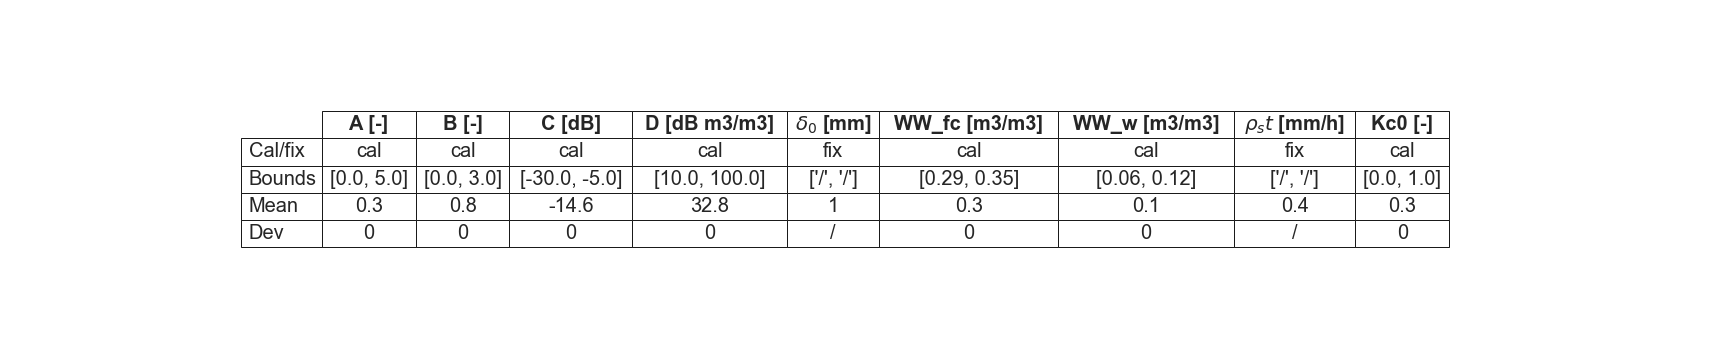 A [-] B [-] C [dB] D [dB m3/m3] δ₀ [mm] WW_fc [m3/m3] WW_w [m3/m3] ρₛt [mm/h] Kc0 [-]
Cal/fix cal cal cal cal fix cal cal fix cal
Bounds [0.0, 5.0] [0.0, 3.0] [-30.0, -5.0] [10.0, 100.0] ['/', '/'] [0.29, 0.35] [0.06, 0.12] ['/', '/'] [0.0, 1.0]
Mean 0.3 0.8 -14.6 32.8 1 0.3 0.1 0.4 0.3
Dev 0 0 0 0 / 0 0 / 0